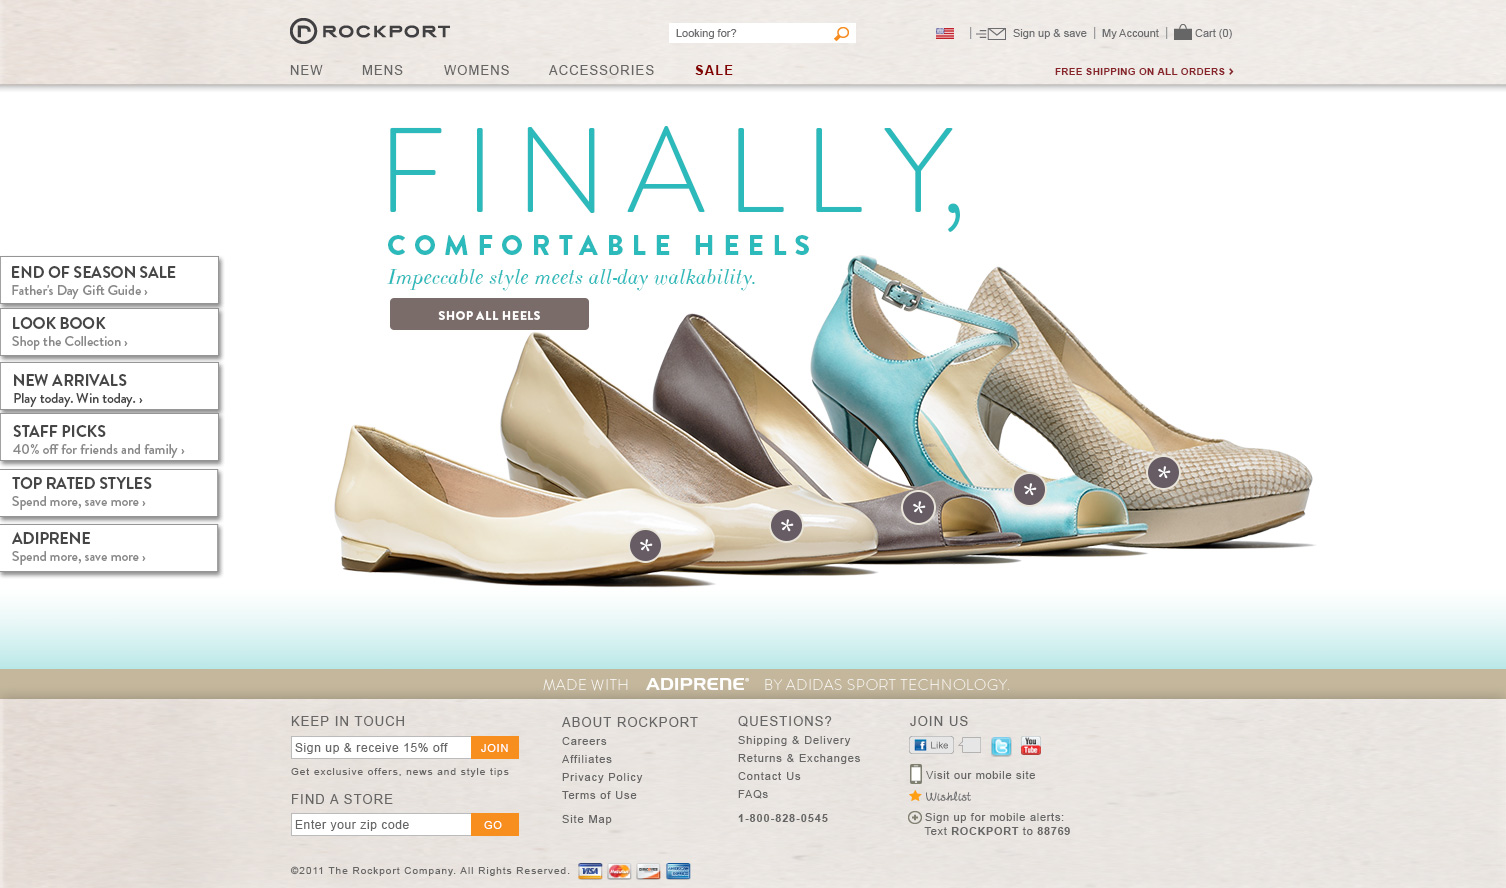 ROCKPORT
Looking for?
Sign up & save | My Account | Cart (0)
NEW MENS WOMENS ACCESSORIES SALE
FREE SHIPPING ON ALL ORDERS ›
FINALLY,
COMFORTABLE HEELS
Impeccable style meets all-day walkability.
SHOP ALL HEELS
END OF SEASON SALE
Father's Day Gift Guide ›
LOOK BOOK
Shop the Collection ›
NEW ARRIVALS
Play today. Win today. ›
STAFF PICKS
40% off for friends and family ›
TOP RATED STYLES
Spend more, save more ›
ADIPRENE
Spend more, save more ›
* * * * *
MADE WITH ADIPRENE® BY ADIDAS SPORT TECHNOLOGY.
KEEP IN TOUCH
Sign up & receive 15% off JOIN
Get exclusive offers, news and style tips
FIND A STORE
Enter your zip code GO
ABOUT ROCKPORT
Careers
Affiliates
Privacy Policy
Terms of Use
Site Map
QUESTIONS?
Shipping & Delivery
Returns & Exchanges
Contact Us
FAQs
1-800-828-0545
JOIN US
Like
You Tube
Visit our mobile site
Wishlist
Sign up for mobile alerts:
Text ROCKPORT to 88769
©2011 The Rockport Company. All Rights Reserved. VISA MasterCard DISCOVER